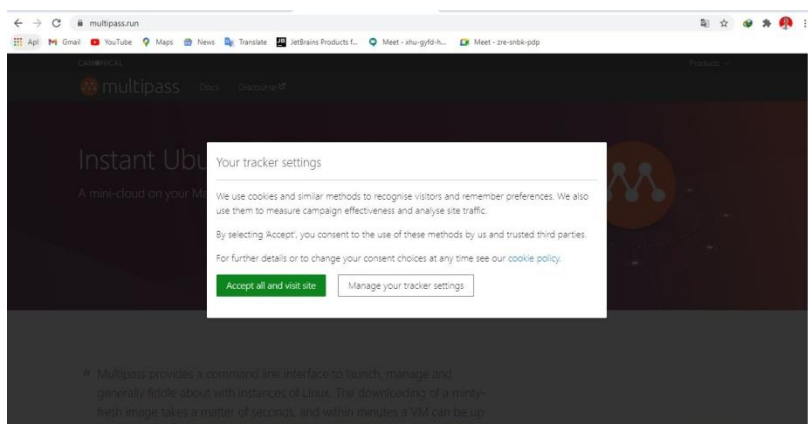 multipass.run
Apl Gmail YouTube Maps News Translate JetBrains Products f... Meet - xhu-gyfd-h... Meet - zre-snbk-pdp
CANONICAL Products
multipass Docs Discourse
Instant Ubu
A mini-cloud on your Ma
Your tracker settings
We use cookies and similar methods to recognise visitors and remember preferences. We also
use them to measure campaign effectiveness and analyse site traffic.
By selecting 'Accept', you consent to the use of these methods by us and trusted third parties.
For further details or to change your consent choices at any time see our cookie policy.
Accept all and visit site Manage your tracker settings
" Multipass provides a command line interface to launch, manage and
generally fiddle about with instances of Linux. The downloading of a minty-
fresh image takes a matter of seconds, and within minutes a VM can be up